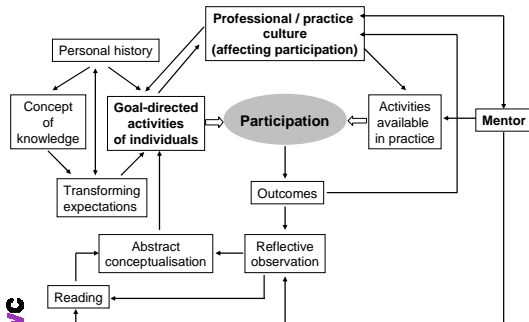 Professional / practice
culture
(affecting participation)
Personal history
Concept
of
knowledge
Goal-directed
activities
of individuals
Participation
Activities
available
in practice
Mentor
Transforming
expectations
Outcomes
Abstract
conceptualisation
Reflective
observation
Reading